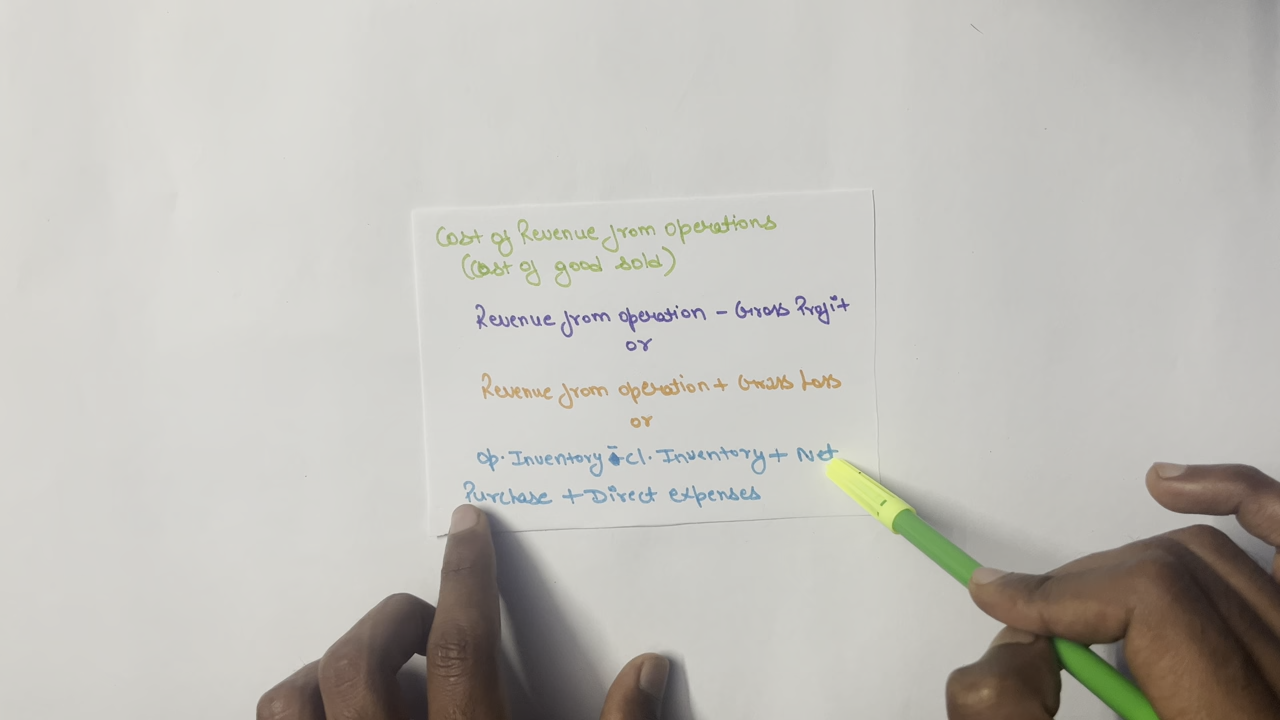 Cost of Revenue from operations
(Cost of good sold)
Revenue from operation - Gross Profit
or
Revenue from operation + Gross Loss
or
op. Inventory - cl. Inventory + Net
Purchase + Direct expenses